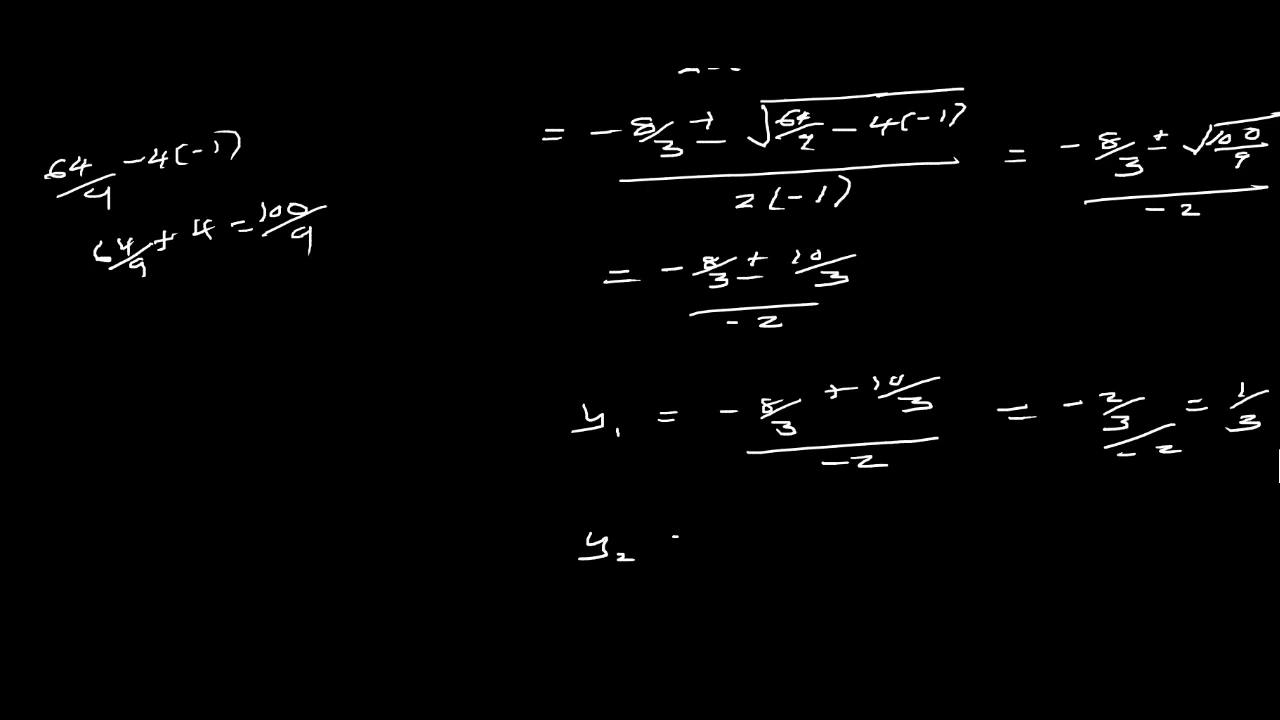 64/9 - 4(-1)
64/9 + 4 = 100/9
= -8/3 ± √(64/9 - 4(-1)) / 2(-1) = -8/3 ± √(100/9) / -2
= -8/3 ± 10/3 / -2
y₁ = -8/3 + 10/3 / -2 = -2/3 / -2 = 1/3
y₂ -